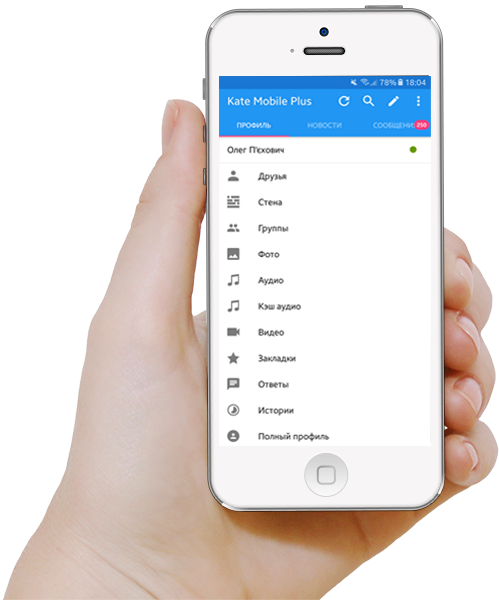 78% 18:04
Kate Mobile Plus
ПРОФИЛЬ НОВОСТИ СООБЩЕНИ 250
Олег П'єхович
Друзья
Стена
Группы
Фото
Аудио
Кэш аудио
Видео
Закладки
Ответы
Истории
Полный профиль